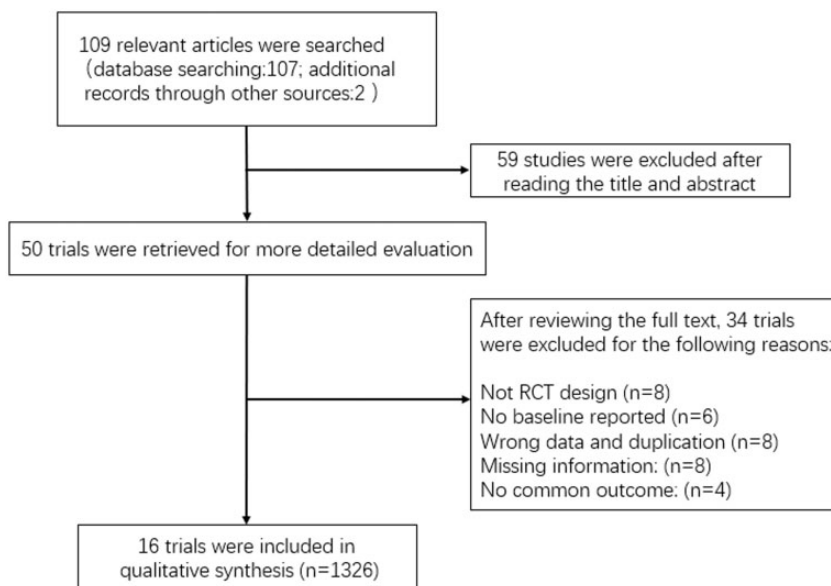 109 relevant articles were searched
（database searching:107; additional
records through other sources:2 ）
59 studies were excluded after
reading the title and abstract
50 trials were retrieved for more detailed evaluation
After reviewing the full text, 34 trials
were excluded for the following reasons:
Not RCT design (n=8)
No baseline reported (n=6)
Wrong data and duplication (n=8)
Missing information: (n=8)
No common outcome: (n=4)
16 trials were included in
qualitative synthesis (n=1326)